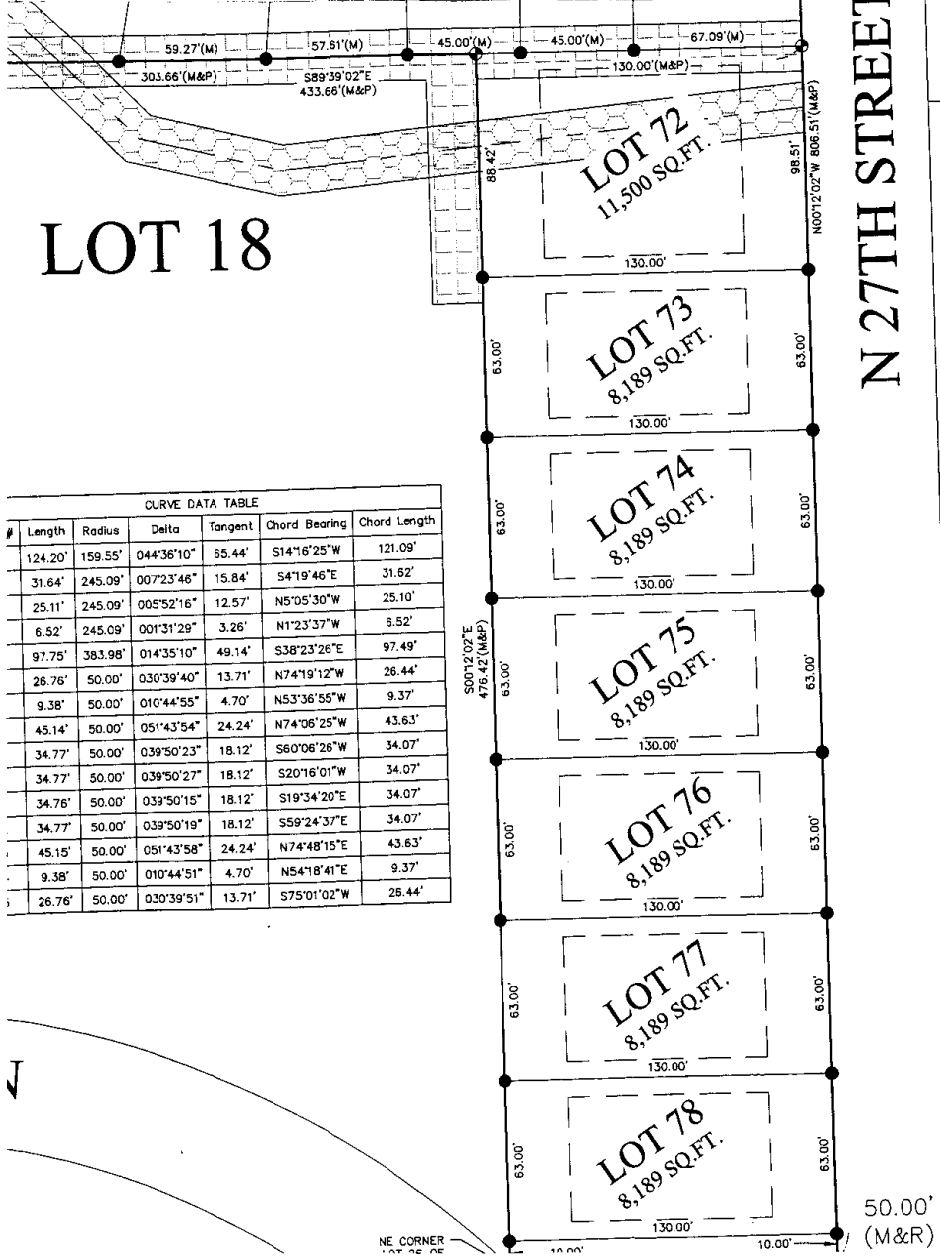 59.27'(M)
57.51'(M)
45.00'(M)
45.00'(M)
67.09'(M)
303.66'(M&P)
S89°39'02"E
433.66'(M&P)
130.00'(M&P)
88.42'
LOT 72
11,500 SQ.FT.
98.51'
N00°12'02"W 806.51'(M&P)
N 27TH STREET
130.00'
LOT 18
63.00'
LOT 73
8,189 SQ.FT.
63.00'
130.00'
63.00'
LOT 74
8,189 SQ.FT.
63.00'
130.00'
S00°12'02"E
476.42'(M&P)
63.00'
LOT 75
8,189 SQ.FT.
63.00'
130.00'
63.00'
LOT 76
8,189 SQ.FT.
63.00'
130.00'
63.00'
LOT 77
8,189 SQ.FT.
63.00'
130.00'
63.00'
LOT 78
8,189 SQ.FT.
63.00'
130.00'
10.00'
10.00'
50.00'
(M&R)
NE CORNER
CURVE DATA TABLE
# Length Radius Delta Tangent Chord Bearing Chord Length
124.20' 159.55' 044°36'10" 65.44' S14°16'25"W 121.09'
31.64' 245.09' 007°23'46" 15.84' S4°19'46"E 31.62'
25.11' 245.09' 005°52'16" 12.57' N5°05'30"W 25.10'
6.52' 245.09' 001°31'29" 3.26' N1°23'37"W 6.52'
97.75' 383.98' 014°35'10" 49.14' S38°23'26"E 97.49'
26.76' 50.00' 030°39'40" 13.71' N74°19'12"W 26.44'
9.38' 50.00' 010°44'55" 4.70' N53°36'55"W 9.37'
45.14' 50.00' 051°43'54" 24.24' N74°06'25"W 43.63'
34.77' 50.00' 039°50'23" 18.12' S60°06'26"W 34.07'
34.77' 50.00' 039°50'27" 18.12' S20°16'01"W 34.07'
34.76' 50.00' 039°50'15" 18.12' S19°34'20"E 34.07'
34.77' 50.00' 039°50'19" 18.12' S59°24'37"E 34.07'
45.15' 50.00' 051°43'58" 24.24' N74°48'15"E 43.63'
9.38' 50.00' 010°44'51" 4.70' N54°18'41"E 9.37'
26.76' 50.00' 030°39'51" 13.71' S75°01'02"W 26.44'